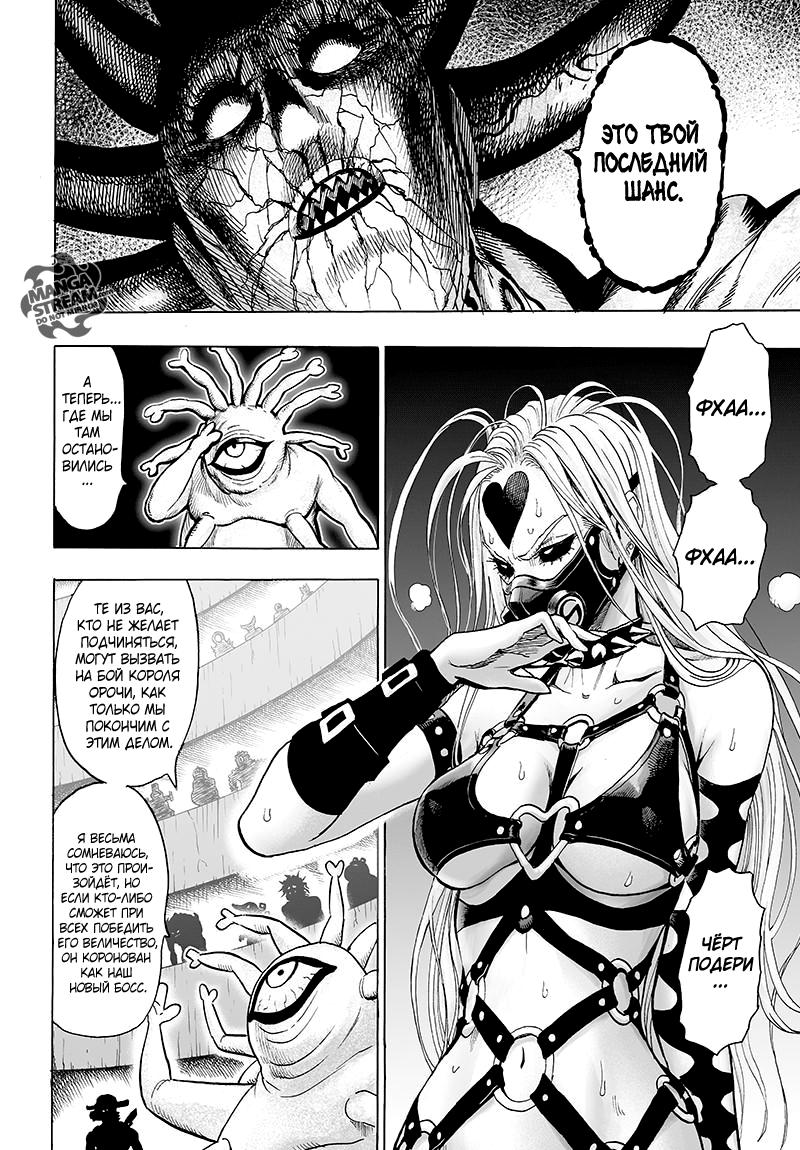 ЭТО ТВОЙ
ПОСЛЕДНИЙ
ШАНС.
MANGA
STREAM
DO NOT MIRROR
А
ТЕПЕРЬ...
ГДЕ МЫ
ТАМ
ОСТАНО-
ВИЛИСЬ
...
ФХАА...
ФХАА...
ТЕ ИЗ ВАС,
КТО НЕ ЖЕЛАЕТ
ПОДЧИНЯТЬСЯ,
МОГУТ ВЫЗВАТЬ
НА БОЙ КОРОЛЯ
ОРОЧИ, КАК
ТОЛЬКО МЫ
ПОКОНЧИМ С
ЭТИМ ДЕЛОМ.
Я ВЕСЬМА
СОМНЕВАЮСЬ,
ЧТО ЭТО ПРОИ-
ЗОЙДЁТ, НО
ЕСЛИ КТО-ЛИБО
СМОЖЕТ ПРИ
ВСЕХ ПОБЕДИТЬ
ЕГО ВЕЛИЧЕСТВО,
ОН КОРОНОВАН
КАК НАШ
НОВЫЙ БОСС.
ЧЁРТ
ПОДЕРИ
...